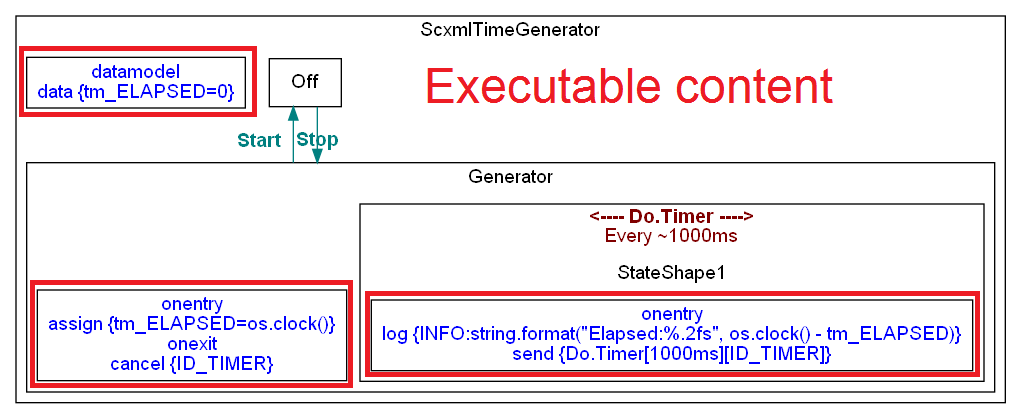 ScxmlTimeGenerator
datamodel
data {tm_ELAPSED=0}
Off
Executable content
Start
Stop
Generator
<---- Do.Timer ---->
Every ~1000ms
StateShape1
onentry
assign {tm_ELAPSED=os.clock()}
onexit
cancel {ID_TIMER}
onentry
log {INFO:string.format("Elapsed:%.2fs", os.clock() - tm_ELAPSED)}
send {Do.Timer[1000ms][ID_TIMER]}